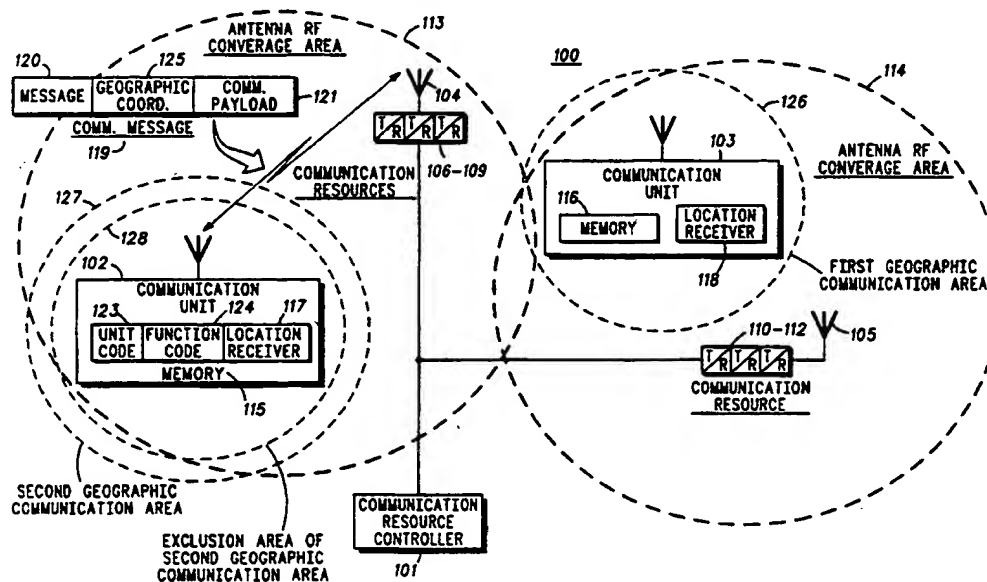 113
ANTENNA RF
CONVERAGE AREA
120
125
MESSAGE
GEOGRAPHIC
COORD.
COMM.
PAYLOAD
121
COMM. MESSAGE
119
104
T/R T/R T/R
106-109
COMMUNICATION
RESOURCES
127
128
102
COMMUNICATION
UNIT
123
124
117
UNIT
CODE
FUNCTION
CODE
LOCATION
RECEIVER
MEMORY
115
SECOND GEOGRAPHIC
COMMUNICATION AREA
EXCLUSION AREA OF
SECOND GEOGRAPHIC
COMMUNICATION AREA
COMMUNICATION
RESOURCE
CONTROLLER
101
100
114
126
ANTENNA RF
CONVERAGE AREA
103
COMMUNICATION
UNIT
116
MEMORY
LOCATION
RECEIVER
118
FIRST GEOGRAPHIC
COMMUNICATION AREA
110-112
105
T/R T/R T/R
COMMUNICATION
RESOURCE